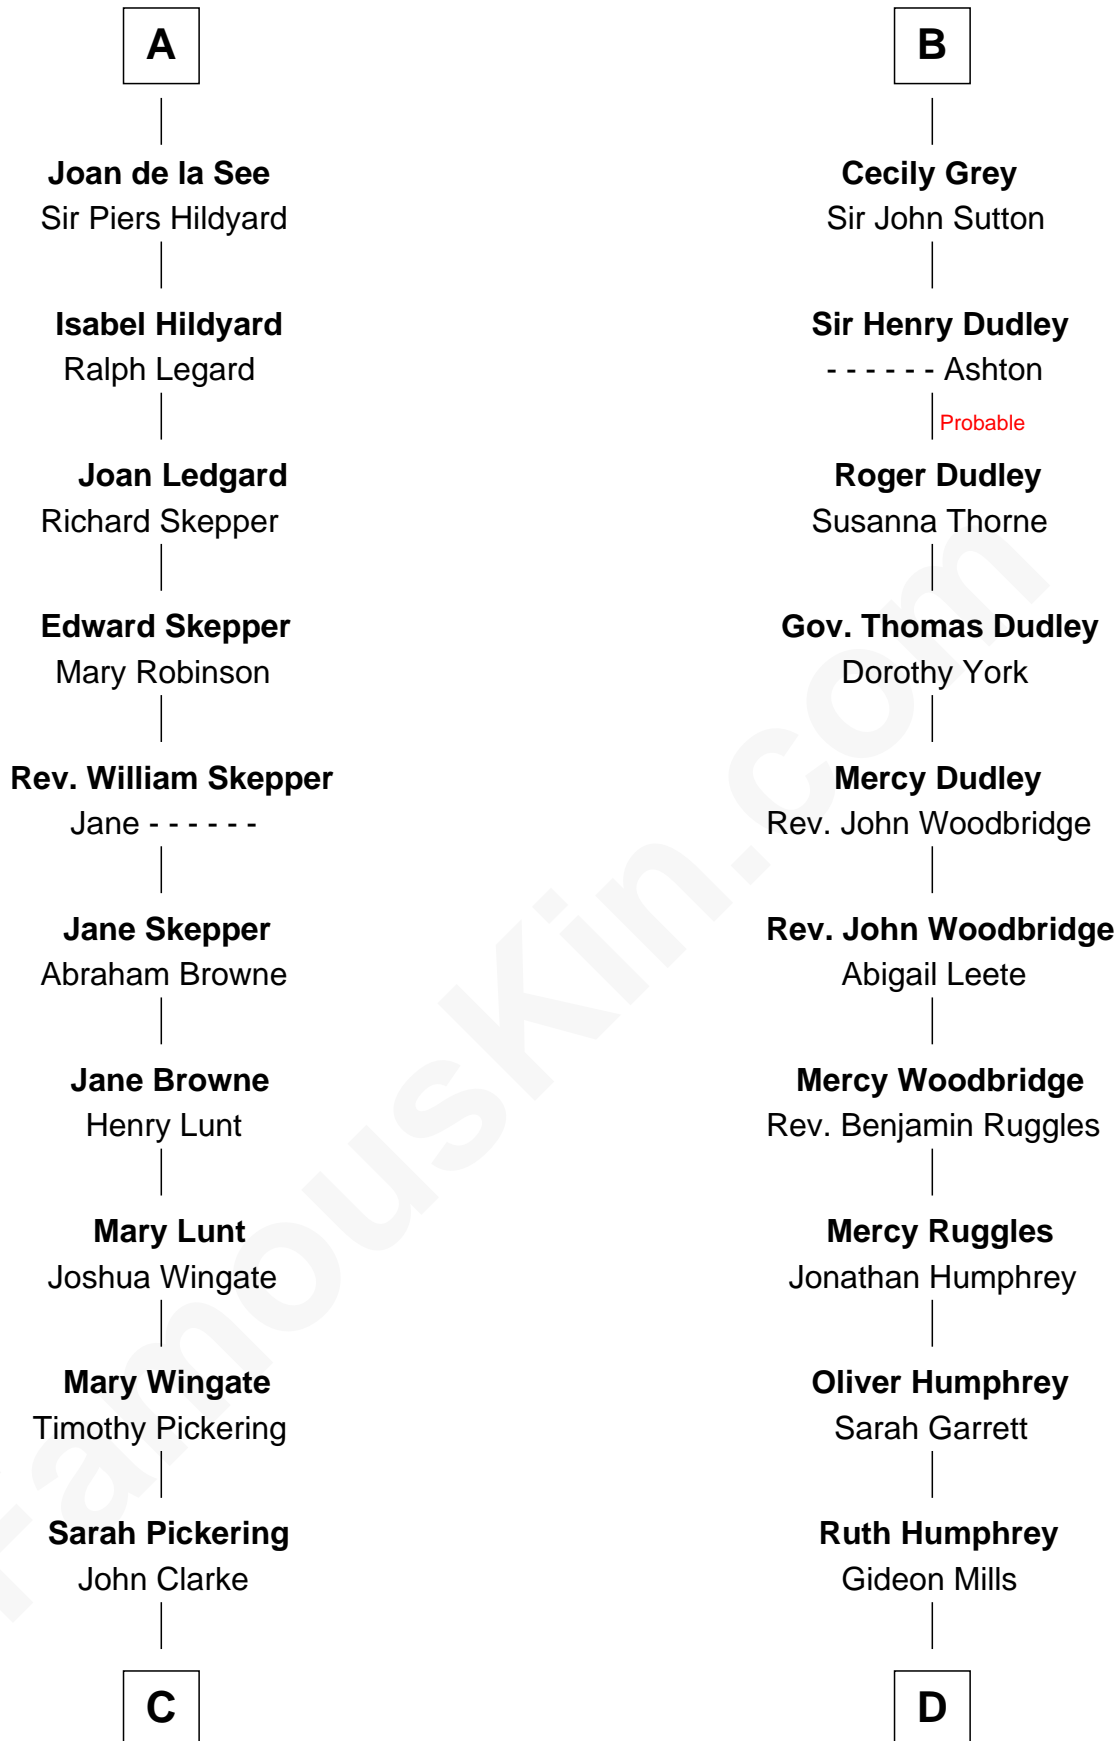 A
Joan de la See
Sir Piers Hildyard
Isabel Hildyard
Ralph Legard
Joan Ledgard
Richard Skepper
Edward Skepper
Mary Robinson
Rev. William Skepper
Jane - - - - - -
Jane Skepper
Abraham Browne
Jane Browne
Henry Lunt
Mary Lunt
Joshua Wingate
Mary Wingate
Timothy Pickering
Sarah Pickering
John Clarke
C
B
Cecily Grey
Sir John Sutton
Sir Henry Dudley
- - - - - - Ashton
Probable
Roger Dudley
Susanna Thorne
Gov. Thomas Dudley
Dorothy York
Mercy Dudley
Rev. John Woodbridge
Rev. John Woodbridge
Abigail Leete
Mercy Woodbridge
Rev. Benjamin Ruggles
Mercy Ruggles
Jonathan Humphrey
Oliver Humphrey
Sarah Garrett
Ruth Humphrey
Gideon Mills
D
FamousKin.com